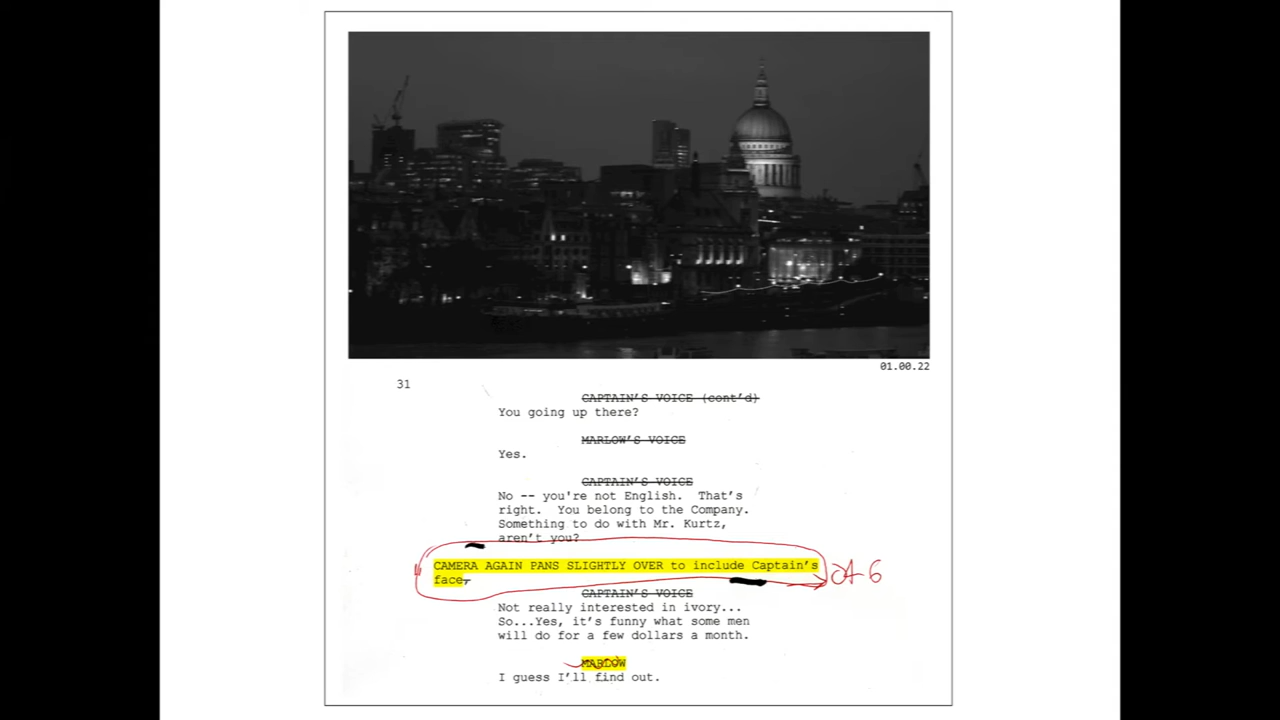 01.00.22
31
CAPTAIN'S VOICE (cont'd)
You going up there?
MARLOW'S VOICE
Yes.
CAPTAIN'S VOICE
No -- you're not English. That's
right. You belong to the Company.
Something to do with Mr. Kurtz,
aren't you?
CAMERA AGAIN PANS SLIGHTLY OVER to include Captain's
face.
CAPTAIN'S VOICE
Not really interested in ivory...
So...Yes, it's funny what some men
will do for a few dollars a month.
MARLOW
I guess I'll find out.